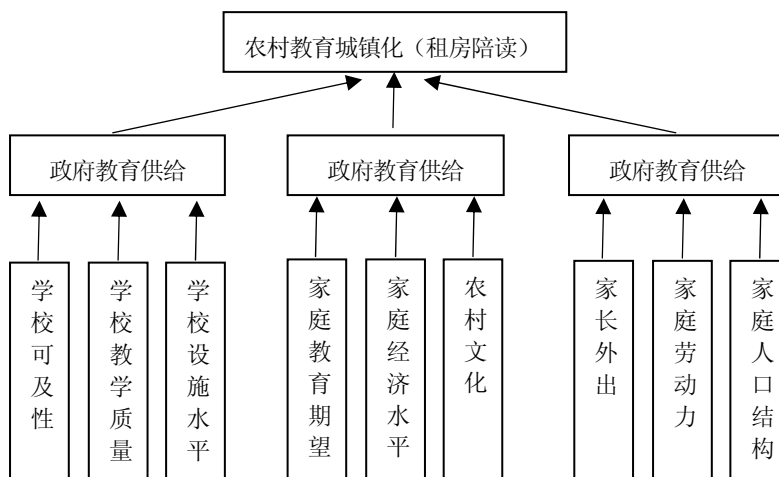 农村教育城镇化（租房陪读）
政府教育供给
政府教育供给
政府教育供给
学校可及性
学校教学质量
学校设施水平
家庭教育期望
家庭经济水平
农村文化
家长外出
家庭劳动力
家庭人口结构